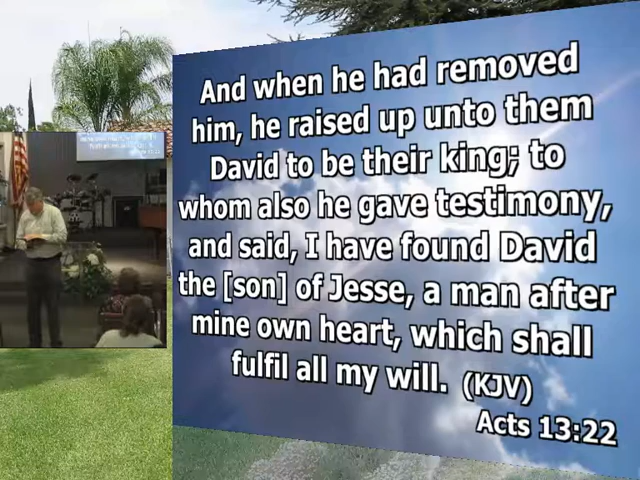 And when he had removed
him, he raised up unto them
David to be their king; to
whom also he gave testimony,
and said, I have found David
the [son] of Jesse, a man after
mine own heart, which shall
fulfil all my will. (KJV)
Acts 13:22